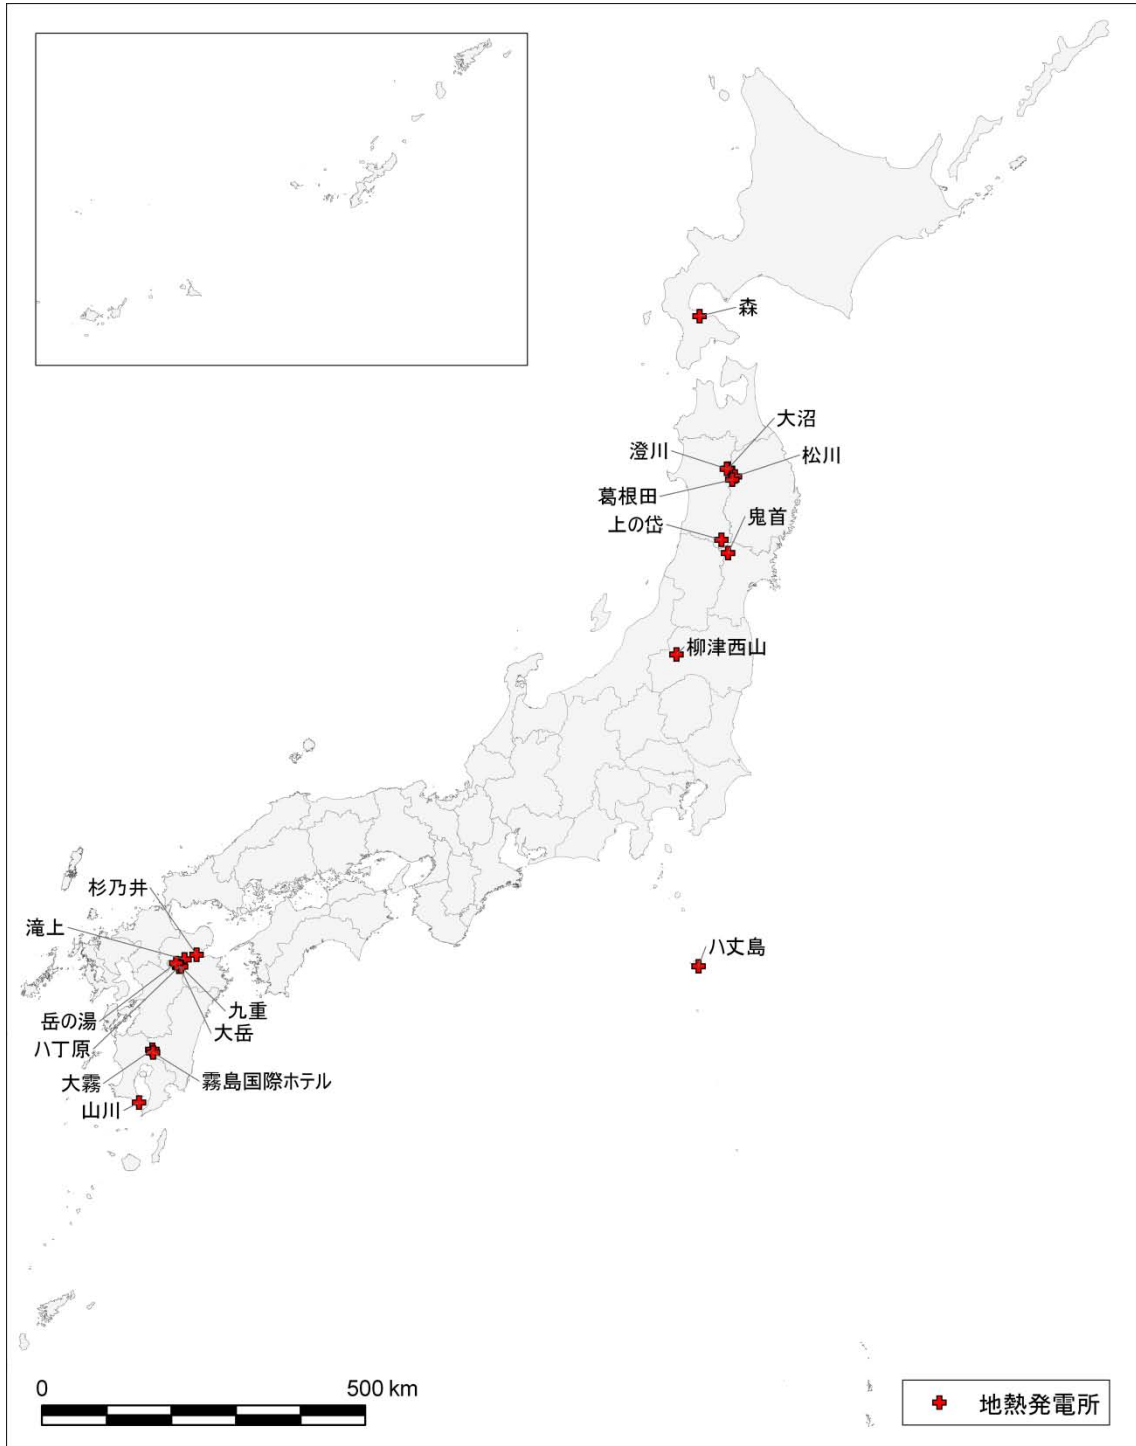 森
大沼
澄川
松川
葛根田
鬼首
上の岱
柳津西山
杉乃井
滝上
八丈島
九重
岳の湯
大岳
八丁原
大霧
霧島国際ホテル
山川
0 500 km
地熱発電所